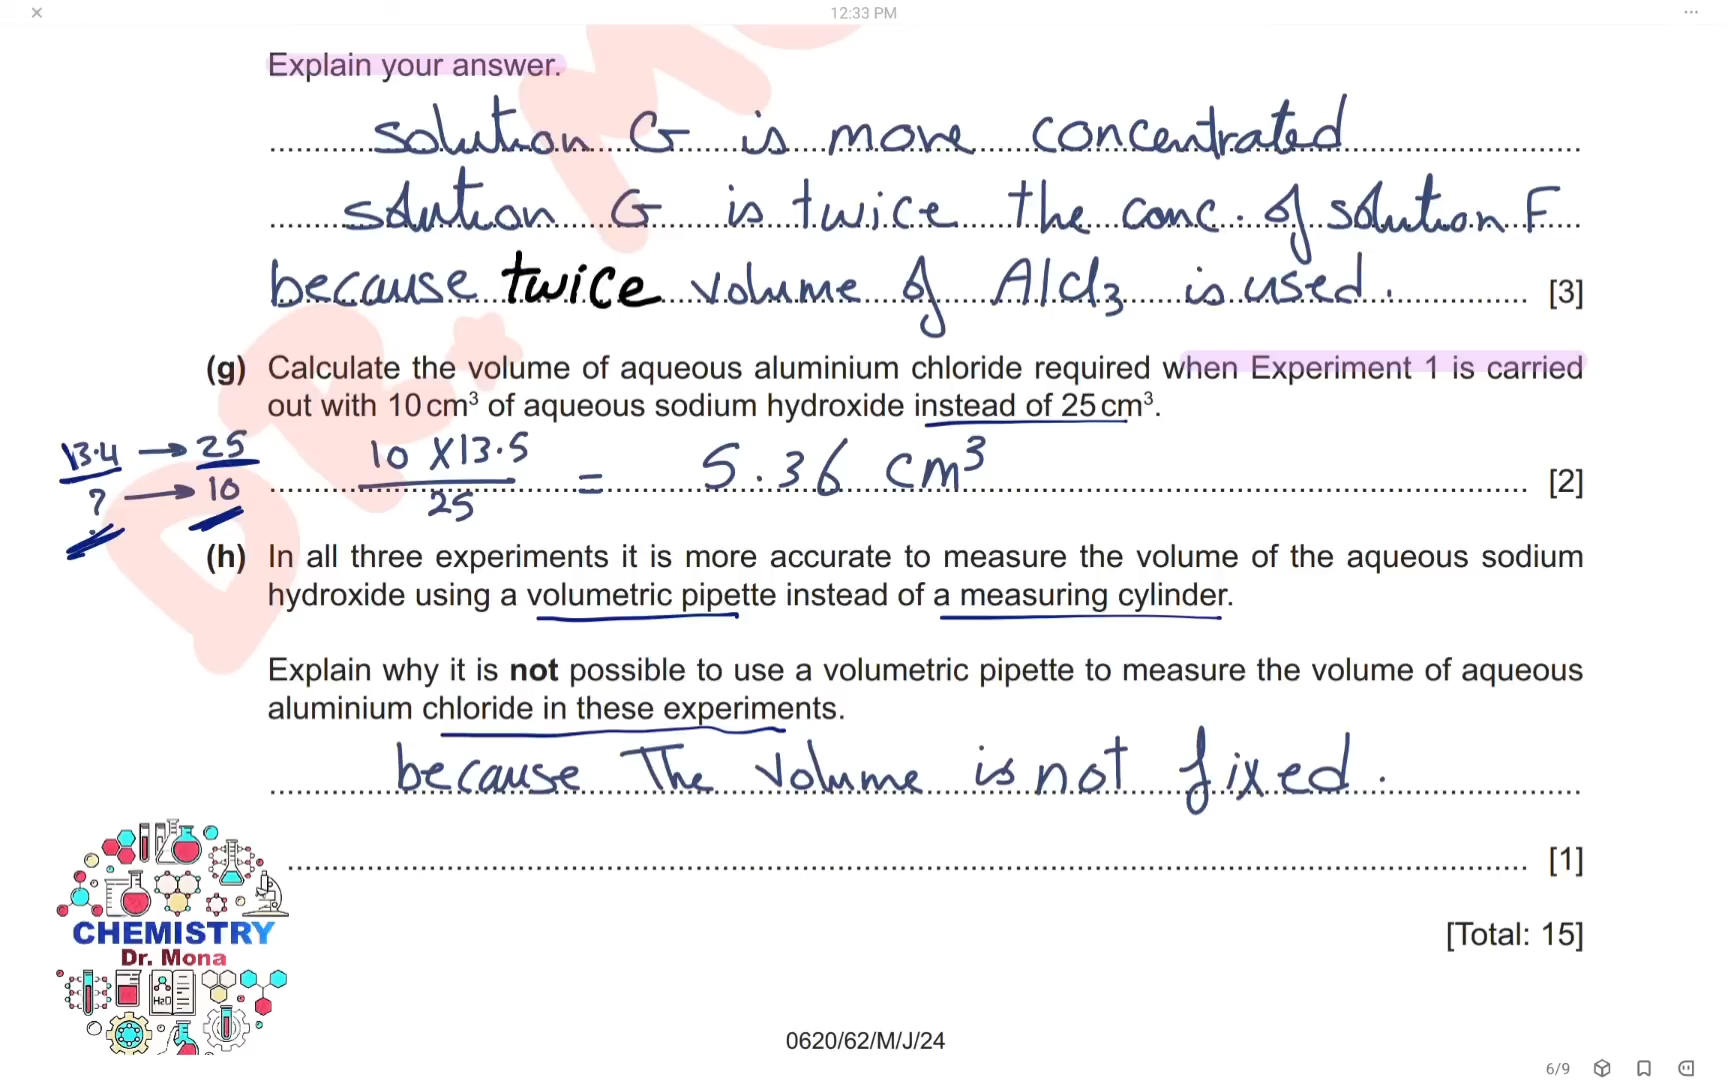 12:33 PM
Explain your answer.
solution G is more concentrated
solution G is twice the conc. of solution F
because twice volume of AlCl3 is used. [3]
(g) Calculate the volume of aqueous aluminium chloride required when Experiment 1 is carried
out with 10 cm³ of aqueous sodium hydroxide instead of 25 cm³.
13.4 → 25
? → 10
10 X 13.5
25
= 5.36 cm³ [2]
(h) In all three experiments it is more accurate to measure the volume of the aqueous sodium
hydroxide using a volumetric pipette instead of a measuring cylinder.
Explain why it is not possible to use a volumetric pipette to measure the volume of aqueous
aluminium chloride in these experiments.
because The volume is not fixed.
[1]
[Total: 15]
CHEMISTRY
Dr. Mona
H2O
0620/62/M/J/24
6/9